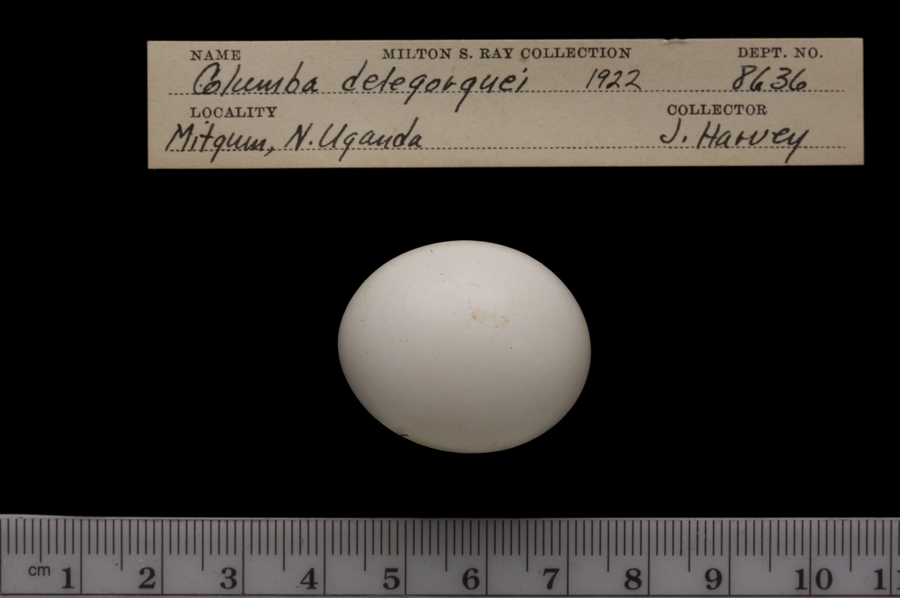 NAME MILTON S. RAY COLLECTION DEPT. NO.
Columba delegorguei 1922 8636
LOCALITY COLLECTOR
Mitgum, N. Uganda J. Harvey
cm 1 2 3 4 5 6 7 8 9 10 1